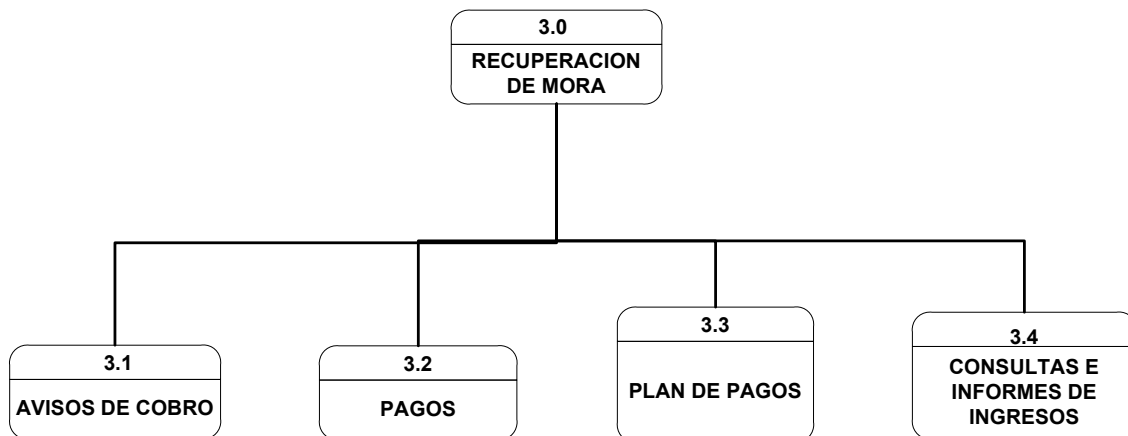 3.0
RECUPERACION
DE MORA
3.1
AVISOS DE COBRO
3.2
PAGOS
3.3
PLAN DE PAGOS
3.4
CONSULTAS E
INFORMES DE
INGRESOS